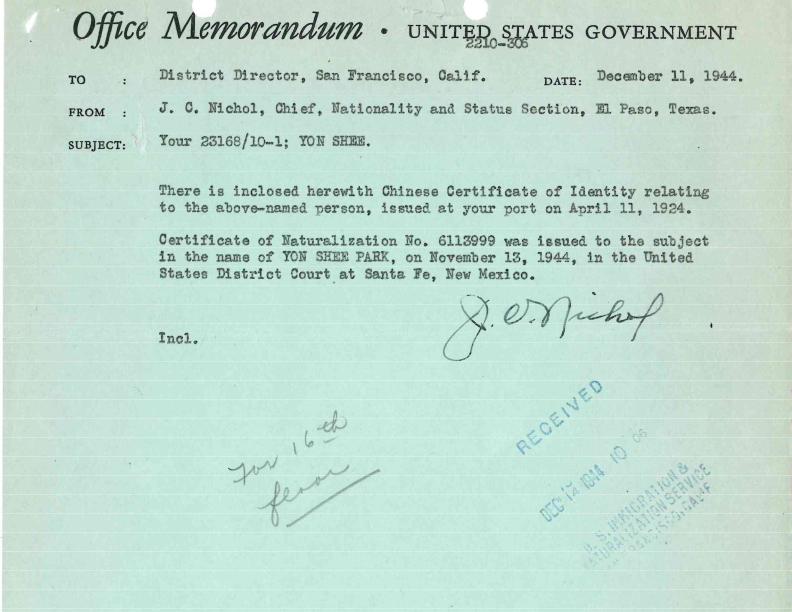 Office Memorandum • UNITED STATES GOVERNMENT
2210-306
TO : District Director, San Francisco, Calif. DATE: December 11, 1944.
FROM : J. C. Nichol, Chief, Nationality and Status Section, El Paso, Texas.
SUBJECT: Your 23168/10-1; YON SHEE.
There is inclosed herewith Chinese Certificate of Identity relating
to the above-named person, issued at your port on April 11, 1924.
Certificate of Naturalization No. 6113999 was issued to the subject
in the name of YON SHEE PARK, on November 13, 1944, in the United
States District Court at Santa Fe, New Mexico.
J. C. Nichol
Incl.
For 16th
floor
RECEIVED
DEC 14 1944 10 06
U. S. IMMIGRATION &
NATURALIZATION SERVICE
CALIF